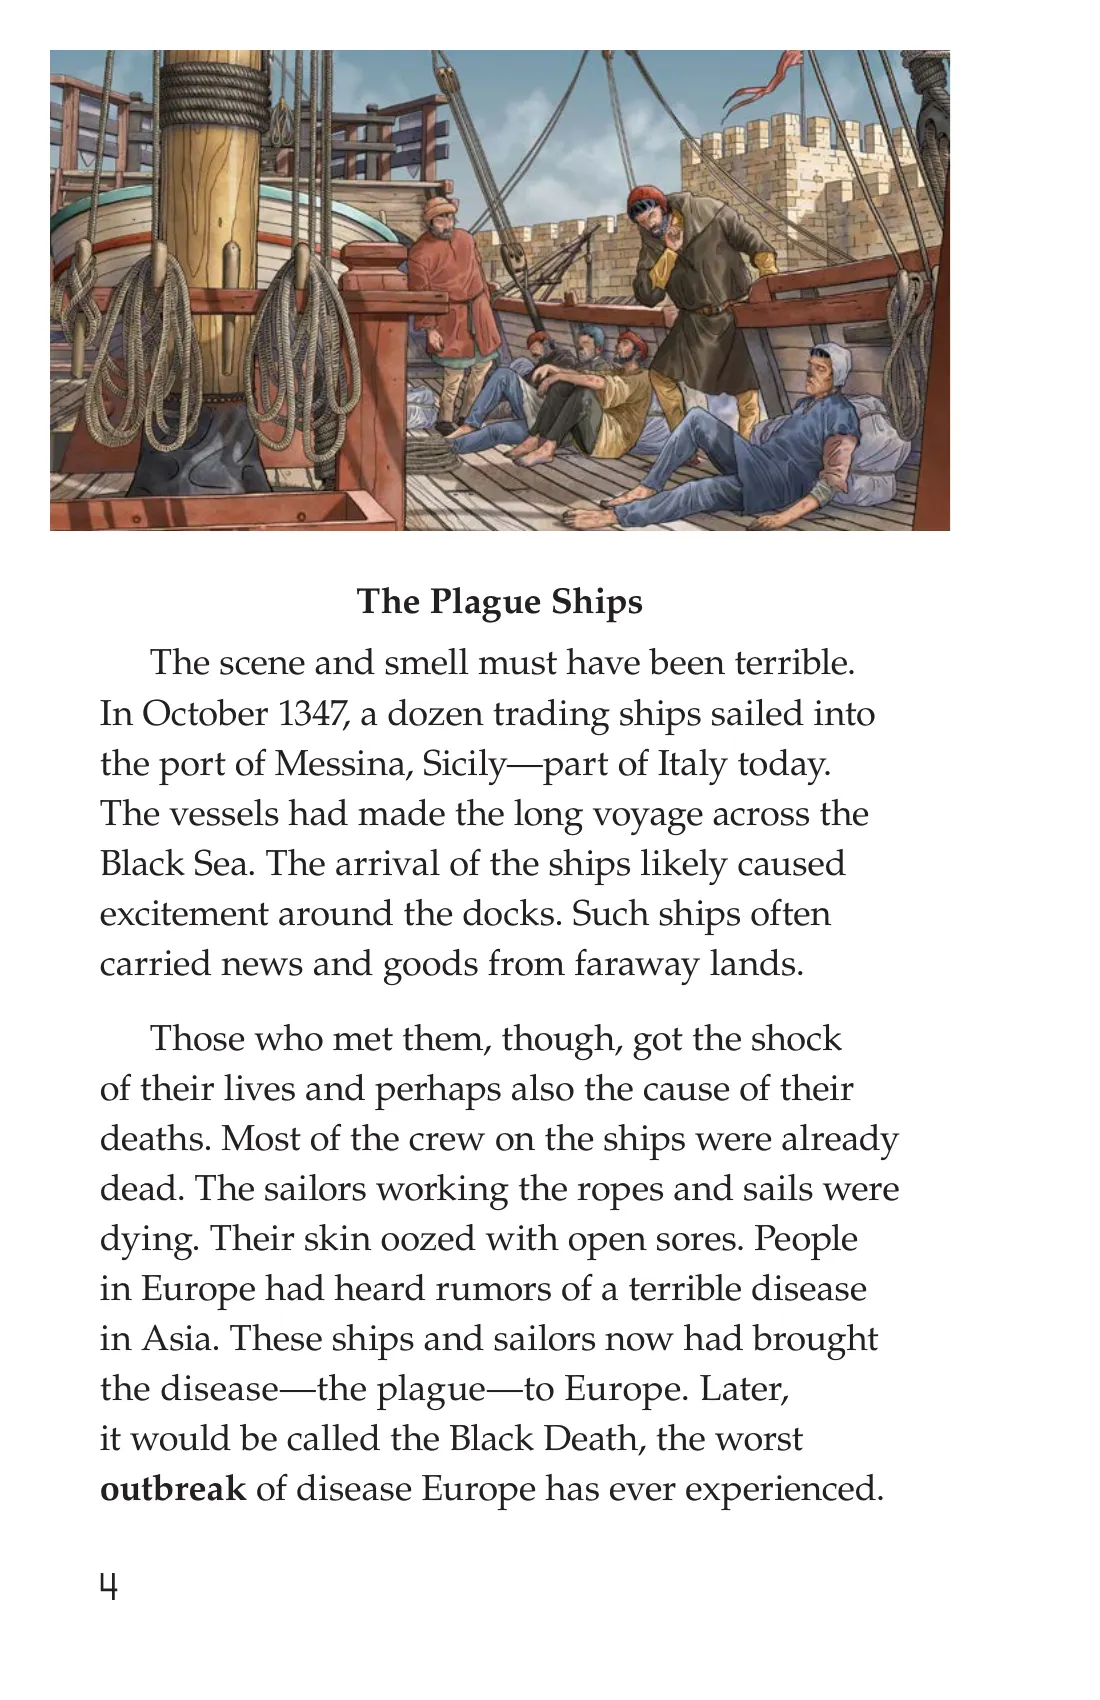 The Plague Ships
The scene and smell must have been terrible.
In October 1347, a dozen trading ships sailed into
the port of Messina, Sicily—part of Italy today.
The vessels had made the long voyage across the
Black Sea. The arrival of the ships likely caused
excitement around the docks. Such ships often
carried news and goods from faraway lands.
Those who met them, though, got the shock
of their lives and perhaps also the cause of their
deaths. Most of the crew on the ships were already
dead. The sailors working the ropes and sails were
dying. Their skin oozed with open sores. People
in Europe had heard rumors of a terrible disease
in Asia. These ships and sailors now had brought
the disease—the plague—to Europe. Later,
it would be called the Black Death, the worst
outbreak of disease Europe has ever experienced.
4